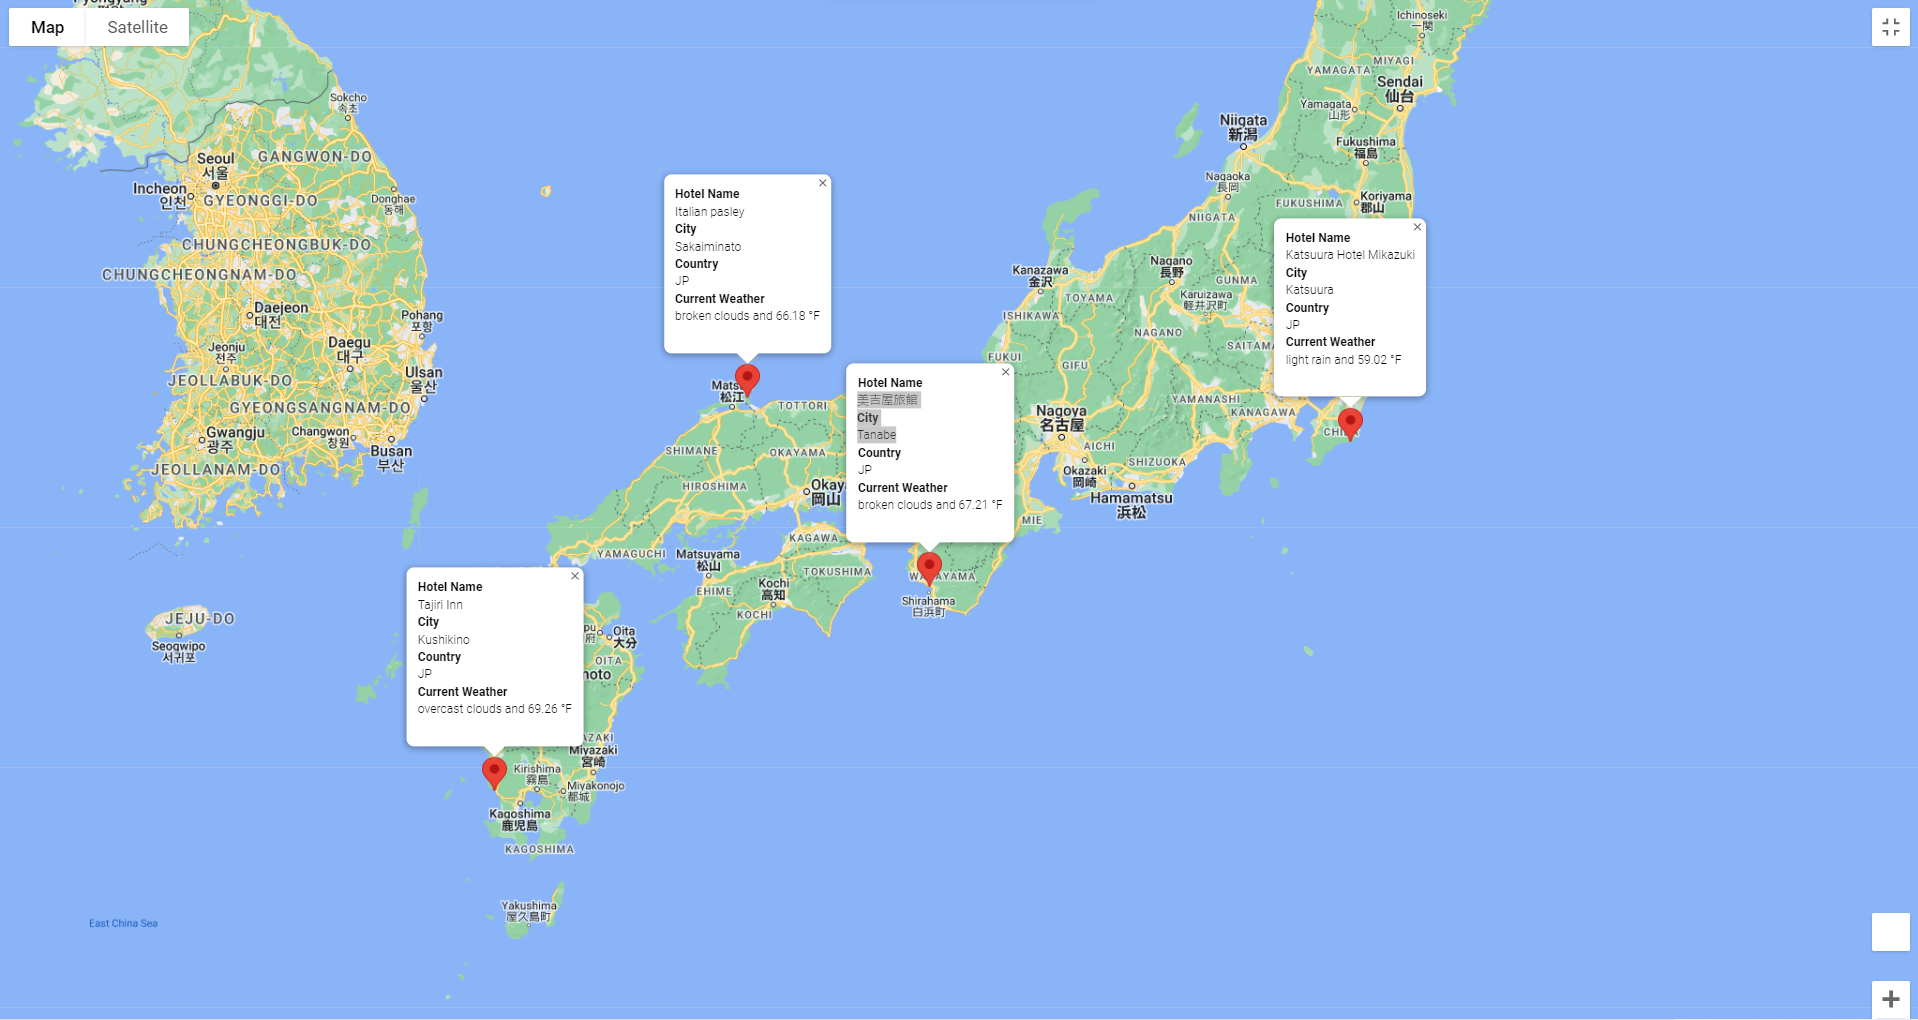 Map
Satellite
Sokcho
속초
Seoul
서울
GANGWON-DO
Incheon
인천
GYEONGGI-DO
Donghae
동해
CHUNGCHEONGBUK-DO
CHUNGCHEONGNAM-DO
Daejeon
대전
Pohang
포항
Jeonju
전주
Daegu
대구
Ulsan
울산
JEOLLABUK-DO
GYEONGSANGNAM-DO
Gwangju
광주
Changwon
창원
Busan
부산
JEOLLANAM-DO
JEJU-DO
Seogwipo
서귀포
East China Sea
Hotel Name
Italian pasley
City
Sakaiminato
Country
JP
Current Weather
broken clouds and 66.18 °F
Hotel Name
美吉屋旅館
City
Tanabe
Country
JP
Current Weather
broken clouds and 67.21 °F
Hotel Name
Katsuura Hotel Mikazuki
City
Katsuura
Country
JP
Current Weather
light rain and 59.02 °F
Hotel Name
Tajiri Inn
City
Kushikino
Country
JP
Current Weather
overcast clouds and 69.26 °F
Ichinoseki
一関
MIYAGI
YAMAGATA
Sendai
仙台
Yamagata
山形
Niigata
新潟
Fukushima
福島
Nagaoka
長岡
Koriyama
郡山
FUKUSHIMA
NIIGATA
Nagano
長野
Kanazawa
金沢
GUNMA
TOYAMA
Karuizawa
軽井沢町
ISHIKAWA
NAGANO
SAITAMA
FUKUI
GIFU
YAMANASHI
KANAGAWA
Nagoya
名古屋
AICHI
SHIZUOKA
Okazaki
岡崎
Hamamatsu
浜松
MIE
松江
TOTTORI
SHIMANE
OKAYAMA
HIROSHIMA
岡山
YAMAGUCHI
KAGAWA
Matsuyama
松山
TOKUSHIMA
EHIME
Kochi
高知
KOCHI
Shirahama
白浜町
Oita
大分
OITA
Miyazaki
宮崎
Kirishima
霧島
Miyakonojo
都城
Kagoshima
鹿児島
KAGOSHIMA
Yakushima
屋久島町